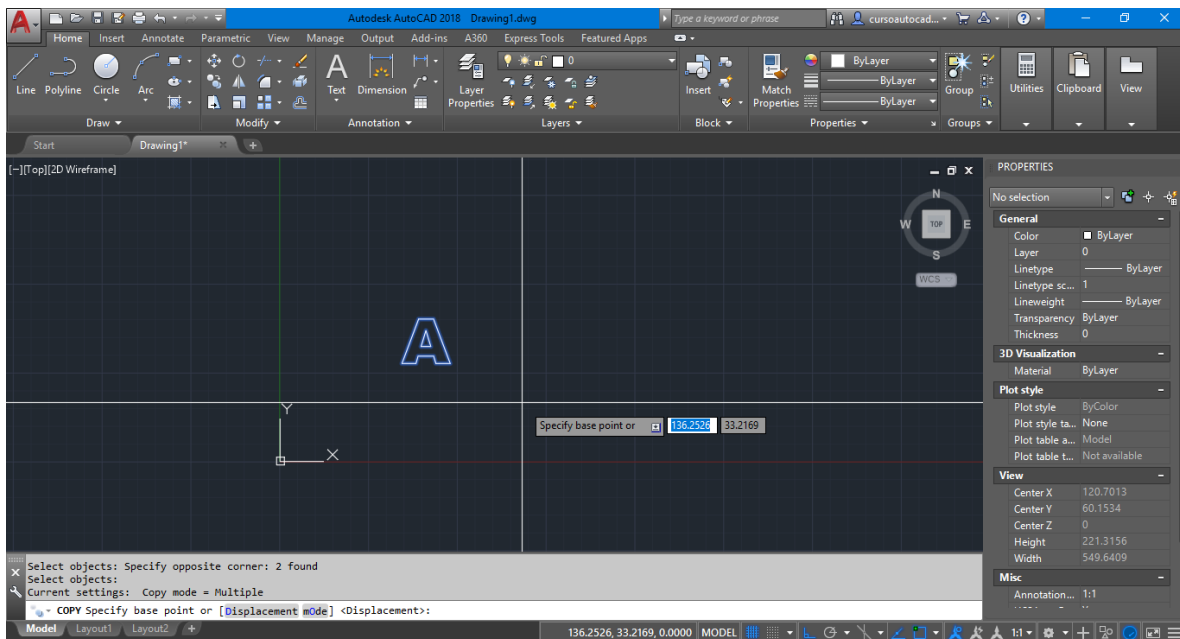 Autodesk AutoCAD 2018 Drawing1.dwg
Type a keyword or phrase
cursoautocad...
Home Insert Annotate Parametric View Manage Output Add-ins A360 Express Tools Featured Apps
Line Polyline Circle Arc
Text Dimension
Layer Properties
0
Insert
Match Properties
ByLayer
ByLayer
ByLayer
Group
Utilities Clipboard View
Draw Modify Annotation Layers Block Properties Groups
Start Drawing1* +
[−][Top][2D Wireframe]
N
W TOP E
S
WCS
A
Y
X
Specify base point or 136.2526 33.2169
PROPERTIES
No selection
General
Color ByLayer
Layer 0
Linetype ByLayer
Linetype sc... 1
Lineweight ByLayer
Transparency ByLayer
Thickness 0
3D Visualization
Material ByLayer
Plot style
Plot style ByColor
Plot style ta... None
Plot table a... Model
Plot table t... Not available
View
Center X 120.7013
Center Y 60.1534
Center Z 0
Height 221.3156
Width 549.6409
Misc
Annotation... 1:1
Select objects: Specify opposite corner: 2 found
Select objects:
Current settings: Copy mode = Multiple
COPY Specify base point or [Displacement mOde] <Displacement>:
Model Layout1 Layout2 +
136.2526, 33.2169, 0.0000 MODEL 1:1